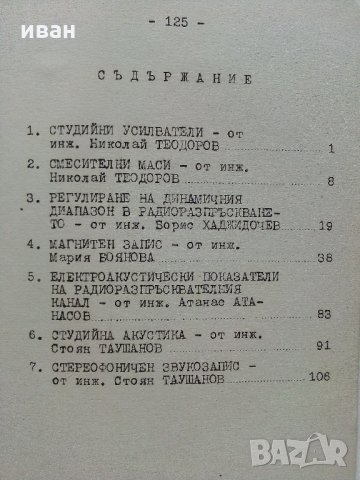 иван
- 125 -
СЪДЪРЖАНИЕ
1. СТУДИЙНИ УСИЛВАТЕЛИ - от
инж. Николай ТЕОДОРОВ 1
2. СМЕСИТЕЛНИ МАСИ - от инж.
Николай ТЕОДОРОВ 8
3. РЕГУЛИРАНЕ НА ДИНАМИЧНИЯ
ДИАПАЗОН В РАДИОРАЗПРЪСКВАНЕ-
ТО - от инж. Борис ХАДЖИДОЧЕВ 19
4. МАГНИТЕН ЗАПИС - от инж.
Мария БОЯНОВА 38
5. ЕЛЕКТРОАКУСТИЧЕСКИ ПОКАЗАТЕЛИ
НА РАДИОРАЗПРЪСКВАТЕЛНИЯ
КАНАЛ - от инж. Атанас АТА-
НАСОВ 83
6. СТУДИЙНА АКУСТИКА - от инж.
Стоян ТАУШАНОВ 91
7. СТЕРЕОФОНИЧЕН ЗВУКОЗАПИС -
от инж. Стоян ТАУШАНОВ 106
BAZAR
bg